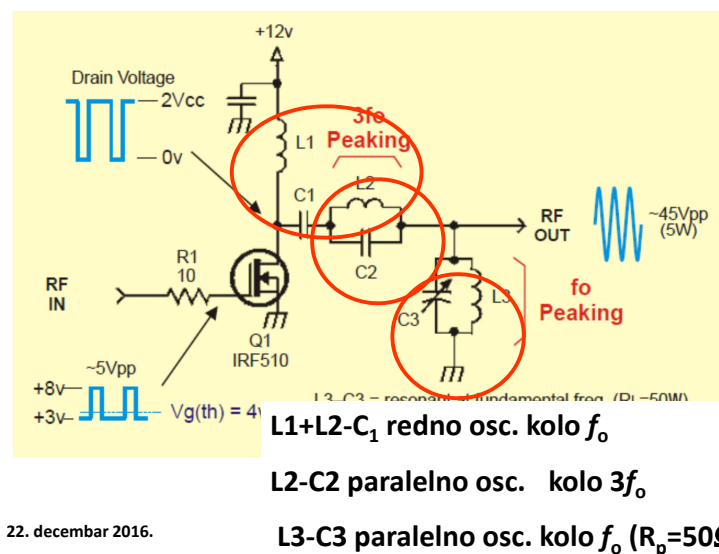 +12v
Drain Voltage
2Vcc
0v
L1
3fo
Peaking
C1
L2
C2
RF
OUT
~45Vpp
(5W)
R1
10
RF
IN
C3
L3
fo
Peaking
Q1
IRF510
~5Vpp
+8v
+3v
Vg(th) = 4v
L1+L2-C1 redno osc. kolo fo
L2-C2 paralelno osc. kolo 3fo
22. decembar 2016.
L3-C3 paralelno osc. kolo fo (Rp=50